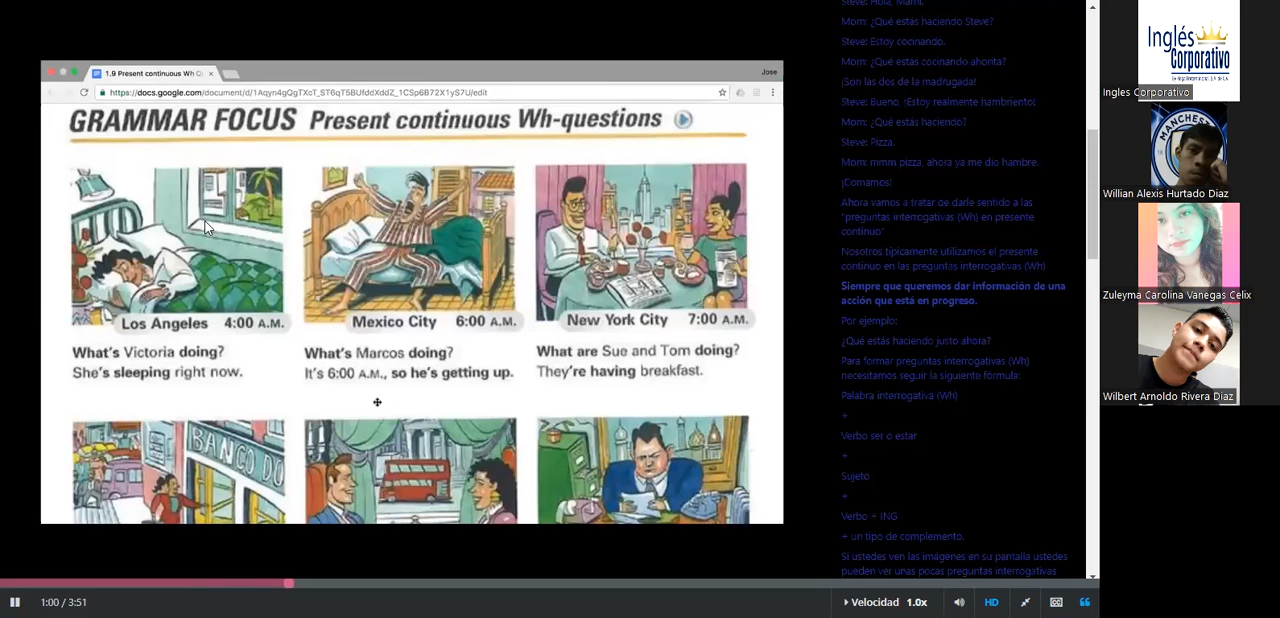 Jose
1.9 Present continuous Wh Q
https://docs.google.com/document/d/1Aqyn4gQgTXcT_ST6qT5BUfddXddZ_1CSp6B72X1yS7U/edit
GRAMMAR FOCUS Present continuous Wh-questions
Los Angeles 4:00 A.M.
What's Victoria doing?
She's sleeping right now.
Mexico City 6:00 A.M.
What's Marcos doing?
It's 6:00 A.M., so he's getting up.
New York City 7:00 A.M.
What are Sue and Tom doing?
They're having breakfast.
BANCO DO
Steve: Hola, Mami.
Mom: ¿Qué estás haciendo Steve?
Steve: Estoy cocinando.
Mom: ¿Qué estás cocinando ahorita?
¡Son las dos de la madrugada!
Steve: Bueno, ¡Estoy realmente hambriento!
Mom: ¿Qué estás haciendo?
Steve: Pizza.
Mom: mmm pizza, ahora ya me dio hambre.
¡Comamos!
Ahora vamos a tratar de darle sentido a las
"preguntas interrogativas (Wh) en presente
continuo"
Nosotros típicamente utilizamos el presente
continuo en las preguntas interrogativas (Wh)
Siempre que queremos dar información de una
acción que está en progreso.
Por ejemplo:
¿Qué estás haciendo justo ahora?
Para formar preguntas interrogativas (Wh)
necesitamos seguir la siguiente fórmula:
Palabra interrogativa (Wh)
+
Verbo ser o estar
+
Sujeto
+
Verbo + ING
+ un tipo de complemento.
Si ustedes ven las imágenes en su pantalla ustedes
pueden ver unas pocas preguntas interrogativas
1:00 / 3:51
Velocidad 1.0x
HD
Inglés
Corporativo
Ingles Corporativo
MANCHESTER
Willian Alexis Hurtado Diaz
Zuleyma Carolina Vanegas Celix
Wilbert Arnoldo Rivera Diaz